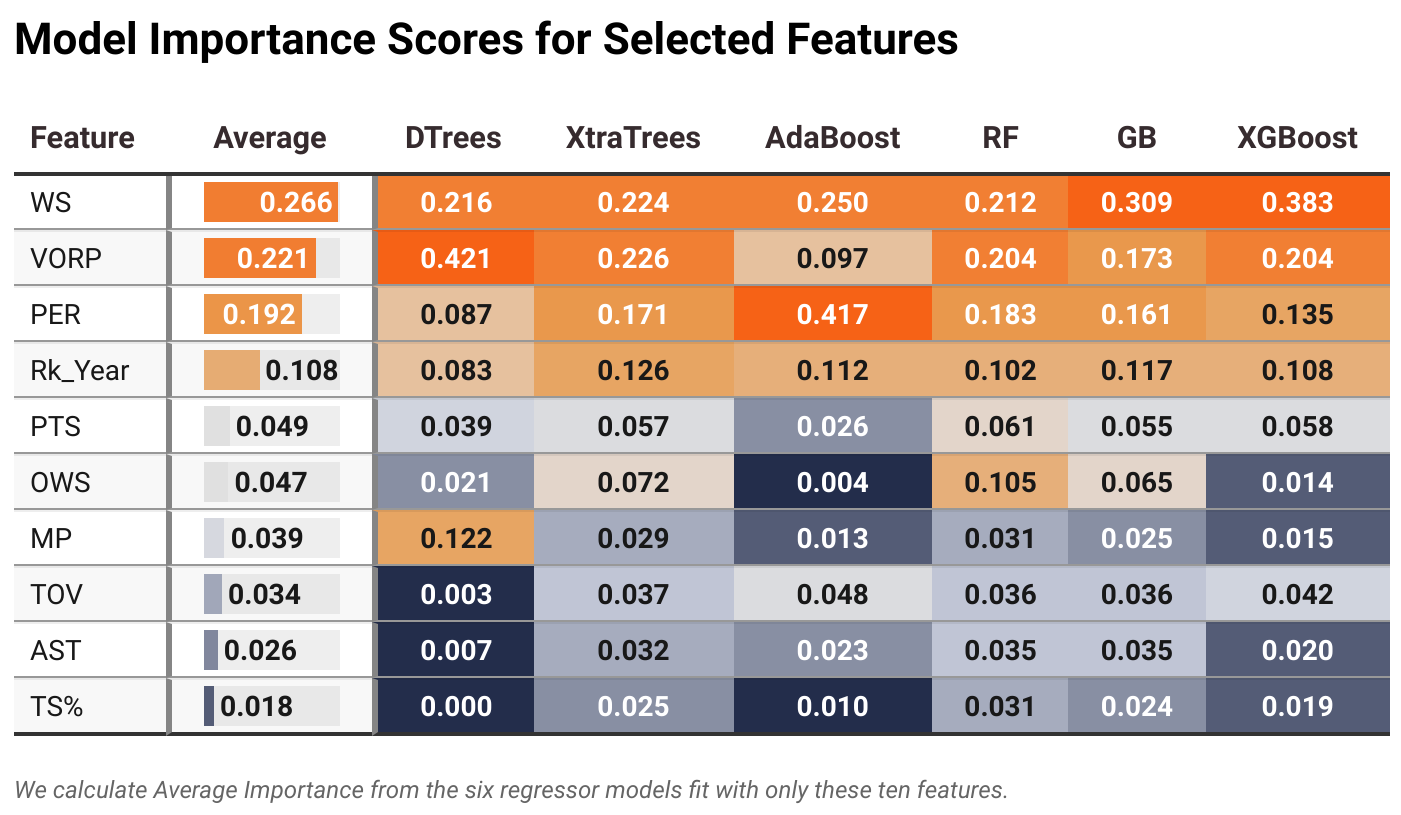 Model Importance Scores for Selected Features
Feature Average DTrees XtraTrees AdaBoost RF GB XGBoost
WS 0.266 0.216 0.224 0.250 0.212 0.309 0.383
VORP 0.221 0.421 0.226 0.097 0.204 0.173 0.204
PER 0.192 0.087 0.171 0.417 0.183 0.161 0.135
Rk_Year 0.108 0.083 0.126 0.112 0.102 0.117 0.108
PTS 0.049 0.039 0.057 0.026 0.061 0.055 0.058
OWS 0.047 0.021 0.072 0.004 0.105 0.065 0.014
MP 0.039 0.122 0.029 0.013 0.031 0.025 0.015
TOV 0.034 0.003 0.037 0.048 0.036 0.036 0.042
AST 0.026 0.007 0.032 0.023 0.035 0.035 0.020
TS% 0.018 0.000 0.025 0.010 0.031 0.024 0.019
We calculate Average Importance from the six regressor models fit with only these ten features.